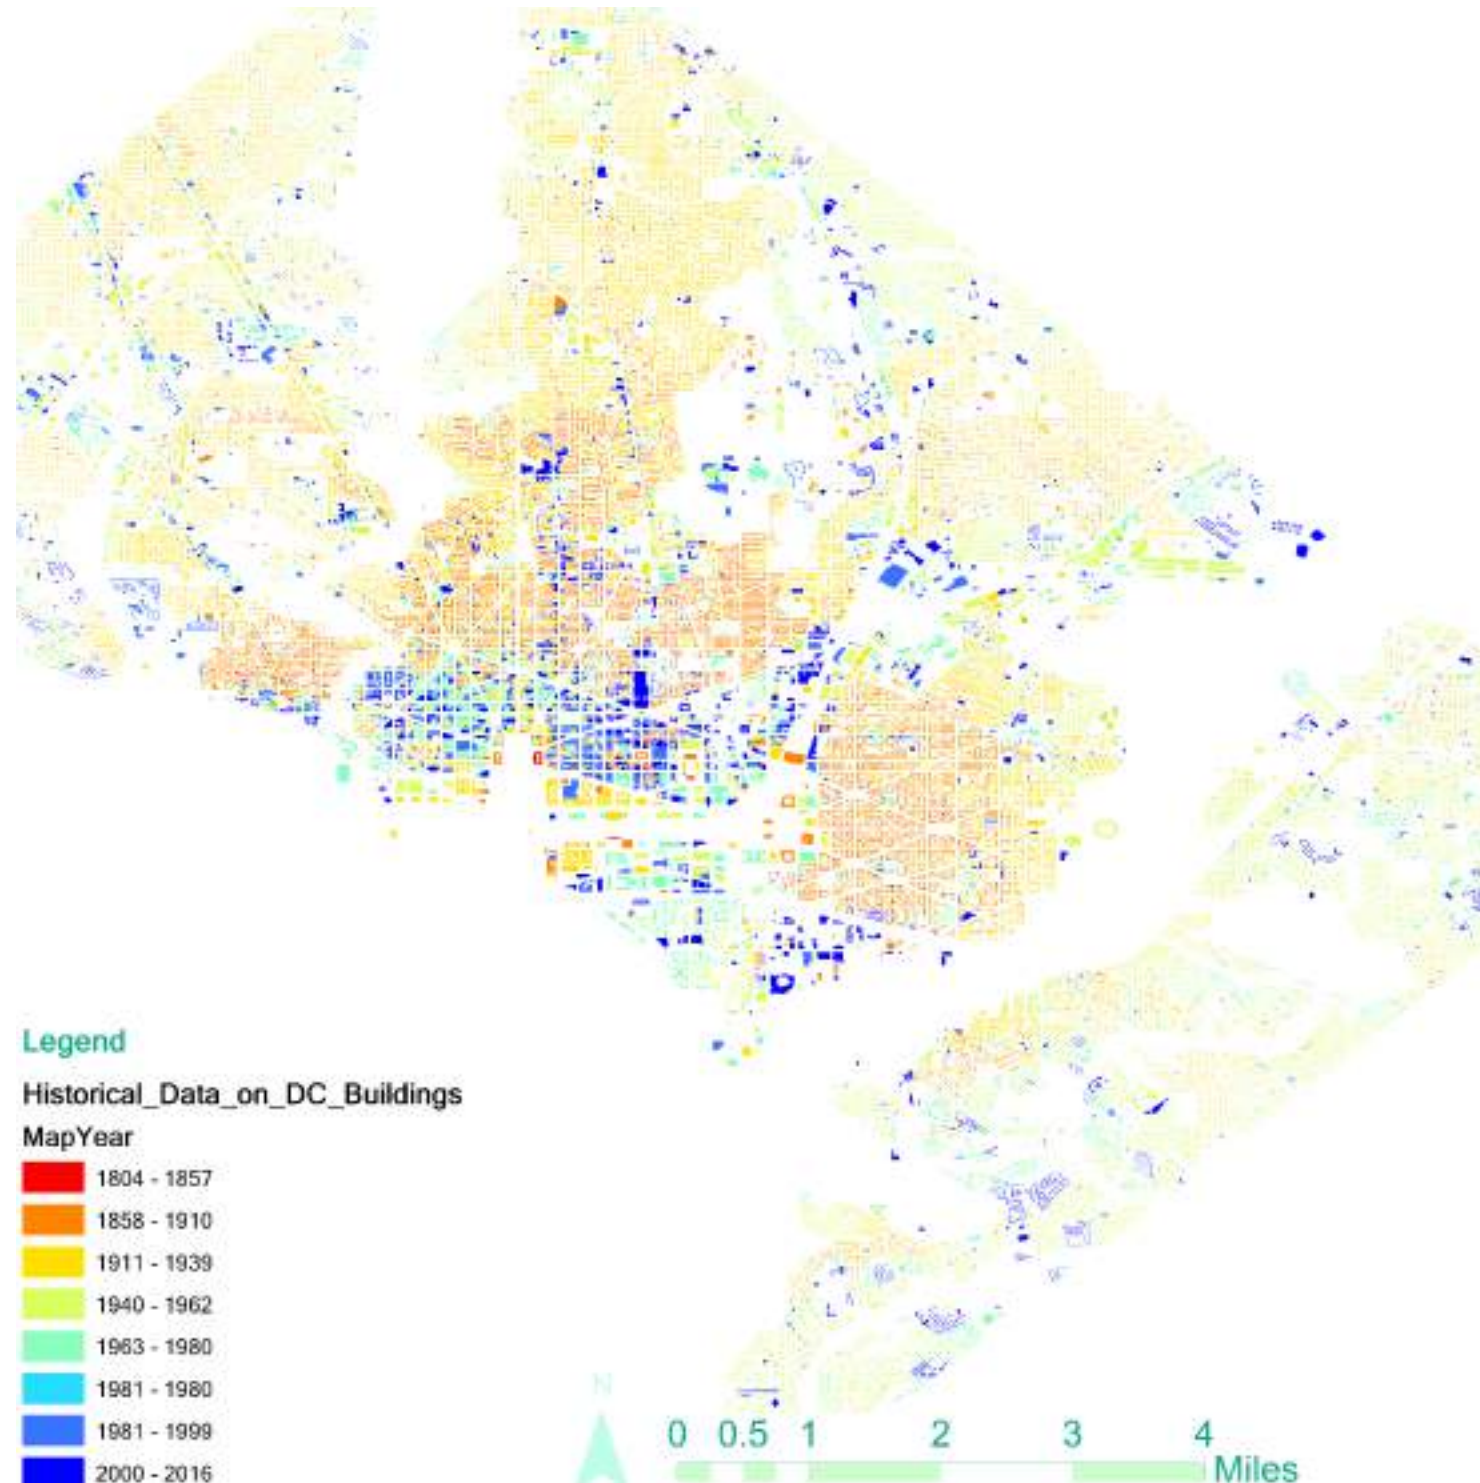 Legend
Historical_Data_on_DC_Buildings
MapYear
1804 - 1857
1858 - 1910
1911 - 1939
1940 - 1962
1963 - 1980
1981 - 1980
1981 - 1999
2000 - 2016
N
0 0.5 1 2 3 4
Miles